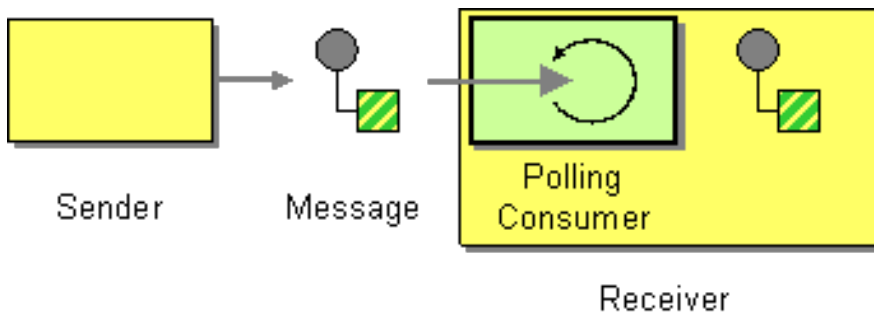 Polling
Consumer
Sender
Message
Receiver